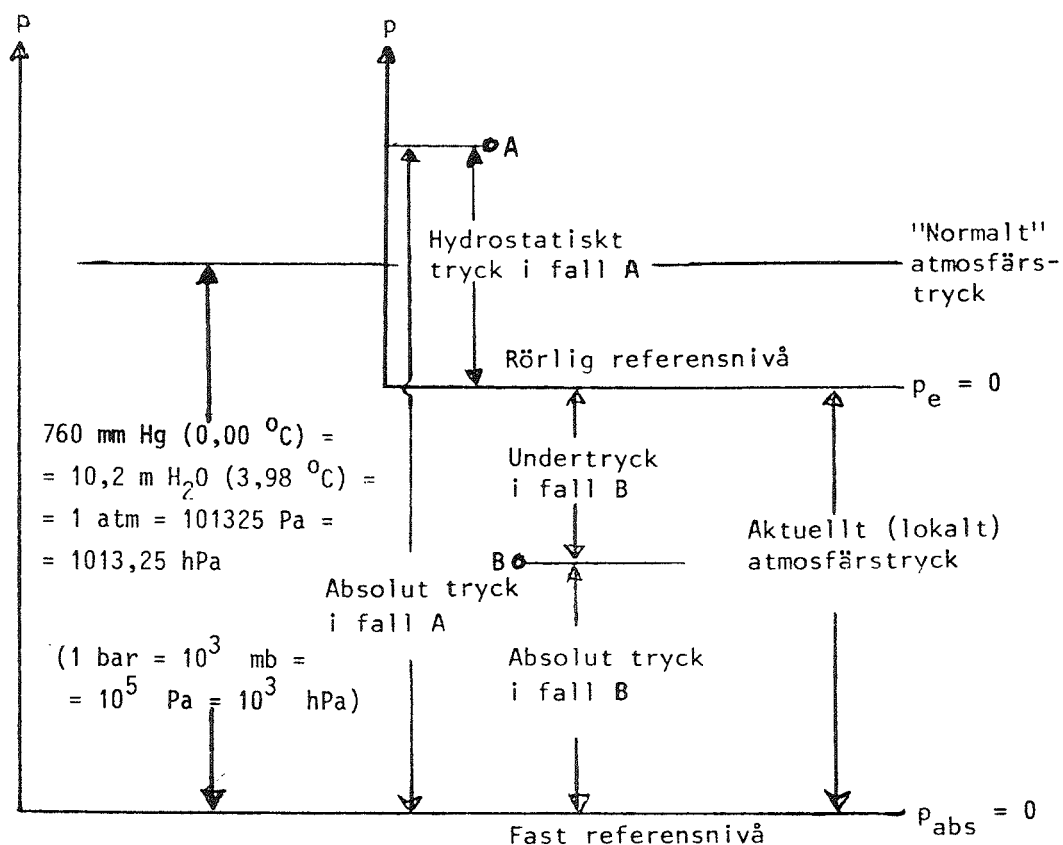 p
p
A
Hydrostatiskt
tryck i fall A
"Normalt"
atmosfärs-
tryck
Rörlig referensnivå
pₑ = 0
760 mm Hg (0,00 °C) =
= 10,2 m H₂O (3,98 °C) =
= 1 atm = 101325 Pa =
= 1013,25 hPa
Undertryck
i fall B
Aktuellt (lokalt)
atmosfärstryck
B
Absolut tryck
i fall A
Absolut tryck
i fall B
(1 bar = 10³ mb =
= 10⁵ Pa = 10³ hPa)
p_abs = 0
Fast referensnivå